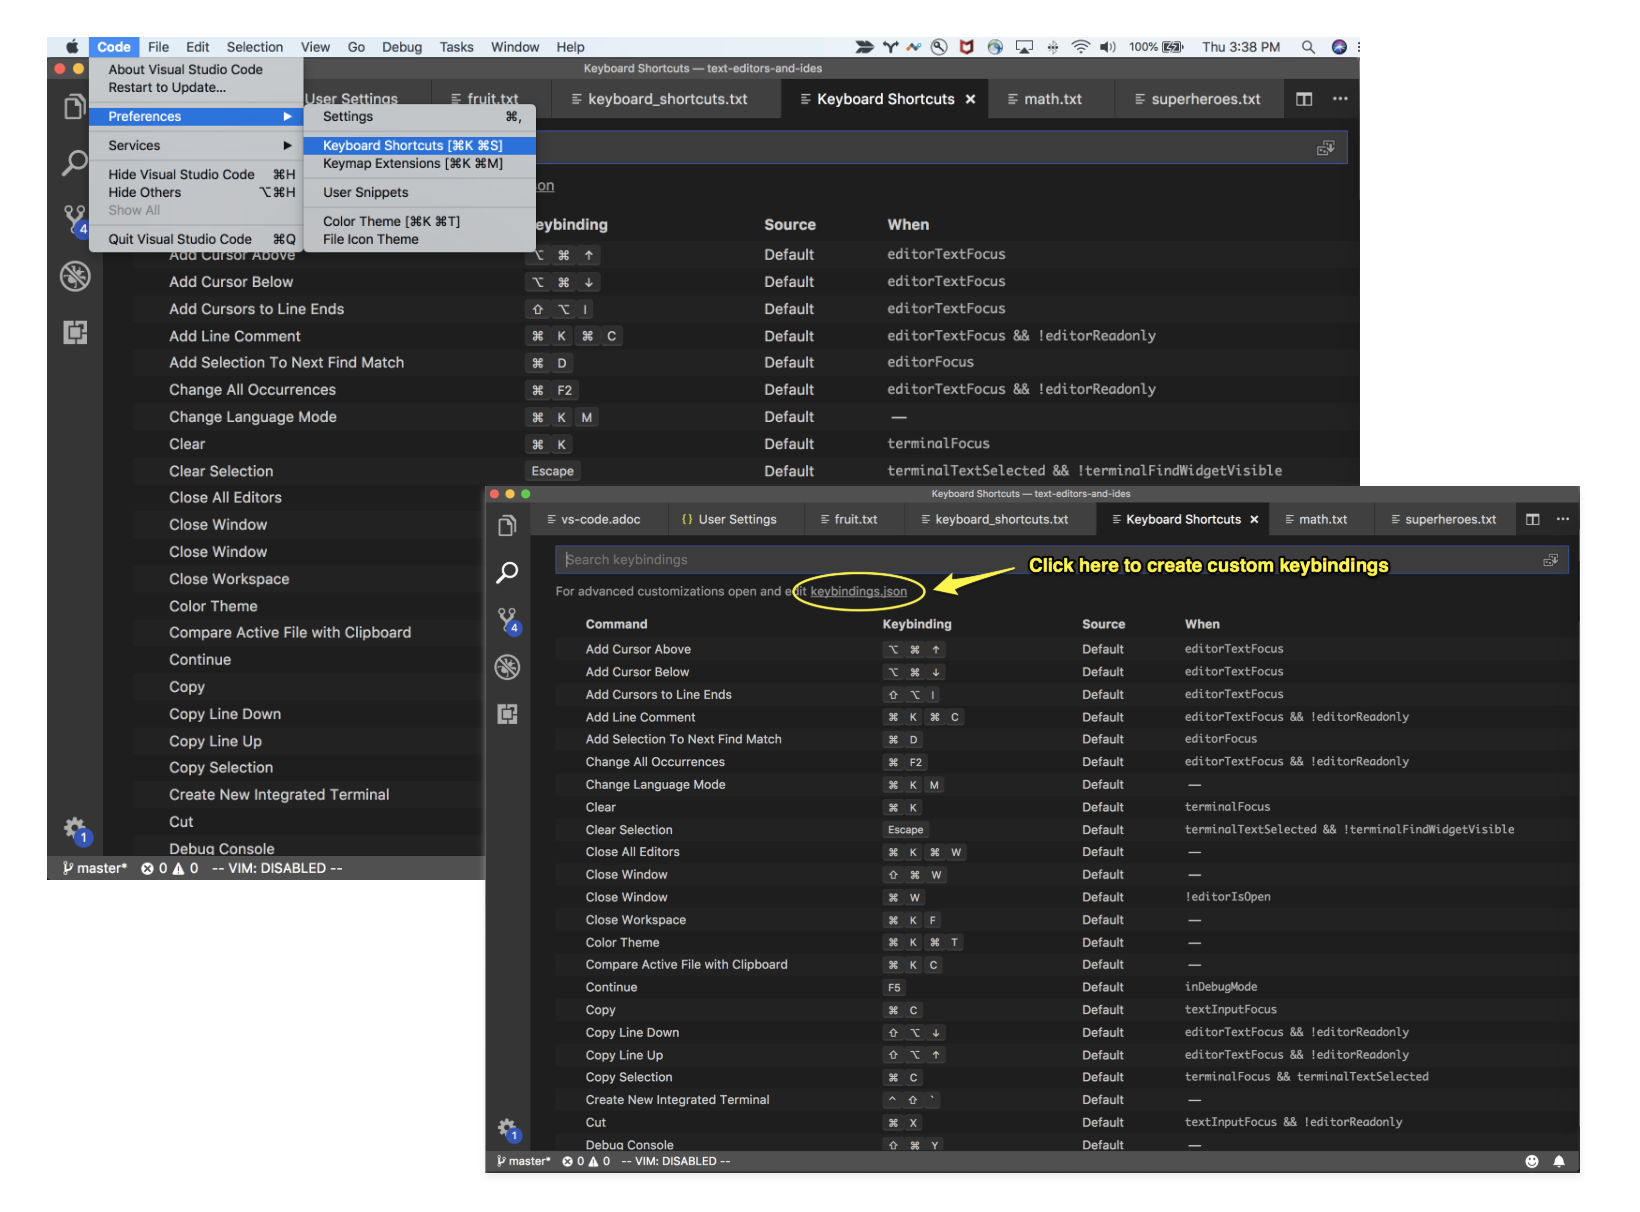 Code File Edit Selection View Go Debug Tasks Window Help 100% Thu 3:38 PM
About Visual Studio Code
Restart to Update...
Preferences ▶
Services ▶
Hide Visual Studio Code ⌘H
Hide Others ⌥⌘H
Show All
Quit Visual Studio Code ⌘Q
Settings ⌘,
Keyboard Shortcuts [⌘K ⌘S]
Keymap Extensions [⌘K ⌘M]
User Snippets
Color Theme [⌘K ⌘T]
File Icon Theme
Keyboard Shortcuts — text-editors-and-ides
User Settings fruit.txt keyboard_shortcuts.txt Keyboard Shortcuts × math.txt superheroes.txt ...
on
eybinding Source When
Add Cursor Above ⌥ ⌘ ↑ Default editorTextFocus
Add Cursor Below ⌥ ⌘ ↓ Default editorTextFocus
Add Cursors to Line Ends ⇧ ⌥ I Default editorTextFocus
Add Line Comment ⌘ K ⌘ C Default editorTextFocus && !editorReadonly
Add Selection To Next Find Match ⌘ D Default editorFocus
Change All Occurrences ⌘ F2 Default editorTextFocus && !editorReadonly
Change Language Mode ⌘ K M Default —
Clear ⌘ K Default terminalFocus
Clear Selection Escape Default terminalTextSelected && !terminalFindWidgetVisible
Close All Editors
Close Window
Close Window
Close Workspace
Color Theme
Compare Active File with Clipboard
Continue
Copy
Copy Line Down
Copy Line Up
Copy Selection
Create New Integrated Terminal
Cut
Debug Console
4
1
master* 0 0 -- VIM: DISABLED --
Keyboard Shortcuts — text-editors-and-ides
vs-code.adoc {} User Settings fruit.txt keyboard_shortcuts.txt Keyboard Shortcuts × math.txt superheroes.txt ...
Search keybindings
Click here to create custom keybindings
For advanced customizations open and edit keybindings.json
Command Keybinding Source When
Add Cursor Above ⌥ ⌘ ↑ Default editorTextFocus
Add Cursor Below ⌥ ⌘ ↓ Default editorTextFocus
Add Cursors to Line Ends ⇧ ⌥ I Default editorTextFocus
Add Line Comment ⌘ K ⌘ C Default editorTextFocus && !editorReadonly
Add Selection To Next Find Match ⌘ D Default editorFocus
Change All Occurrences ⌘ F2 Default editorTextFocus && !editorReadonly
Change Language Mode ⌘ K M Default —
Clear ⌘ K Default terminalFocus
Clear Selection Escape Default terminalTextSelected && !terminalFindWidgetVisible
Close All Editors ⌘ K ⌘ W Default —
Close Window ⇧ ⌘ W Default —
Close Window ⌘ W Default !editorIsOpen
Close Workspace ⌘ K F Default —
Color Theme ⌘ K ⌘ T Default —
Compare Active File with Clipboard ⌘ K C Default —
Continue F5 Default inDebugMode
Copy ⌘ C Default textInputFocus
Copy Line Down ⇧ ⌥ ↓ Default editorTextFocus && !editorReadonly
Copy Line Up ⇧ ⌥ ↑ Default editorTextFocus && !editorReadonly
Copy Selection ⌘ C Default terminalFocus && terminalTextSelected
Create New Integrated Terminal ^ ⇧ ` Default —
Cut ⌘ X Default textInputFocus && !editorReadonly
Debug Console ⇧ ⌘ Y Default —
4
1
master* 0 0 -- VIM: DISABLED --